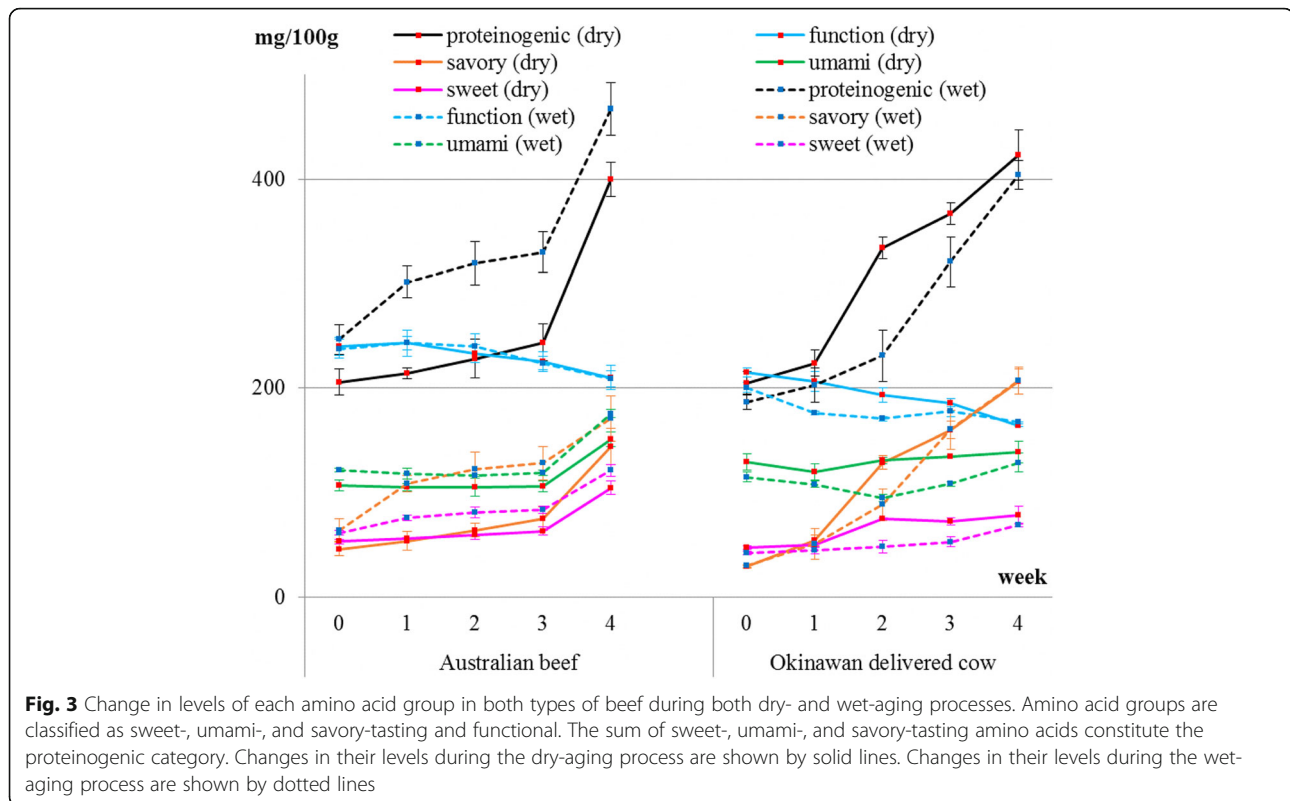 mg/100g
proteinogenic (dry)
function (dry)
savory (dry)
umami (dry)
sweet (dry)
proteinogenic (wet)
function (wet)
savory (wet)
umami (wet)
sweet (wet)
400
200
0
week
0 1 2 3 4 0 1 2 3 4
Australian beef Okinawan delivered cow
Fig. 3 Change in levels of each amino acid group in both types of beef during both dry- and wet-aging processes. Amino acid groups are
classified as sweet-, umami-, and savory-tasting and functional. The sum of sweet-, umami-, and savory-tasting amino acids constitute the
proteinogenic category. Changes in their levels during the dry-aging process are shown by solid lines. Changes in their levels during the wet-
aging process are shown by dotted lines